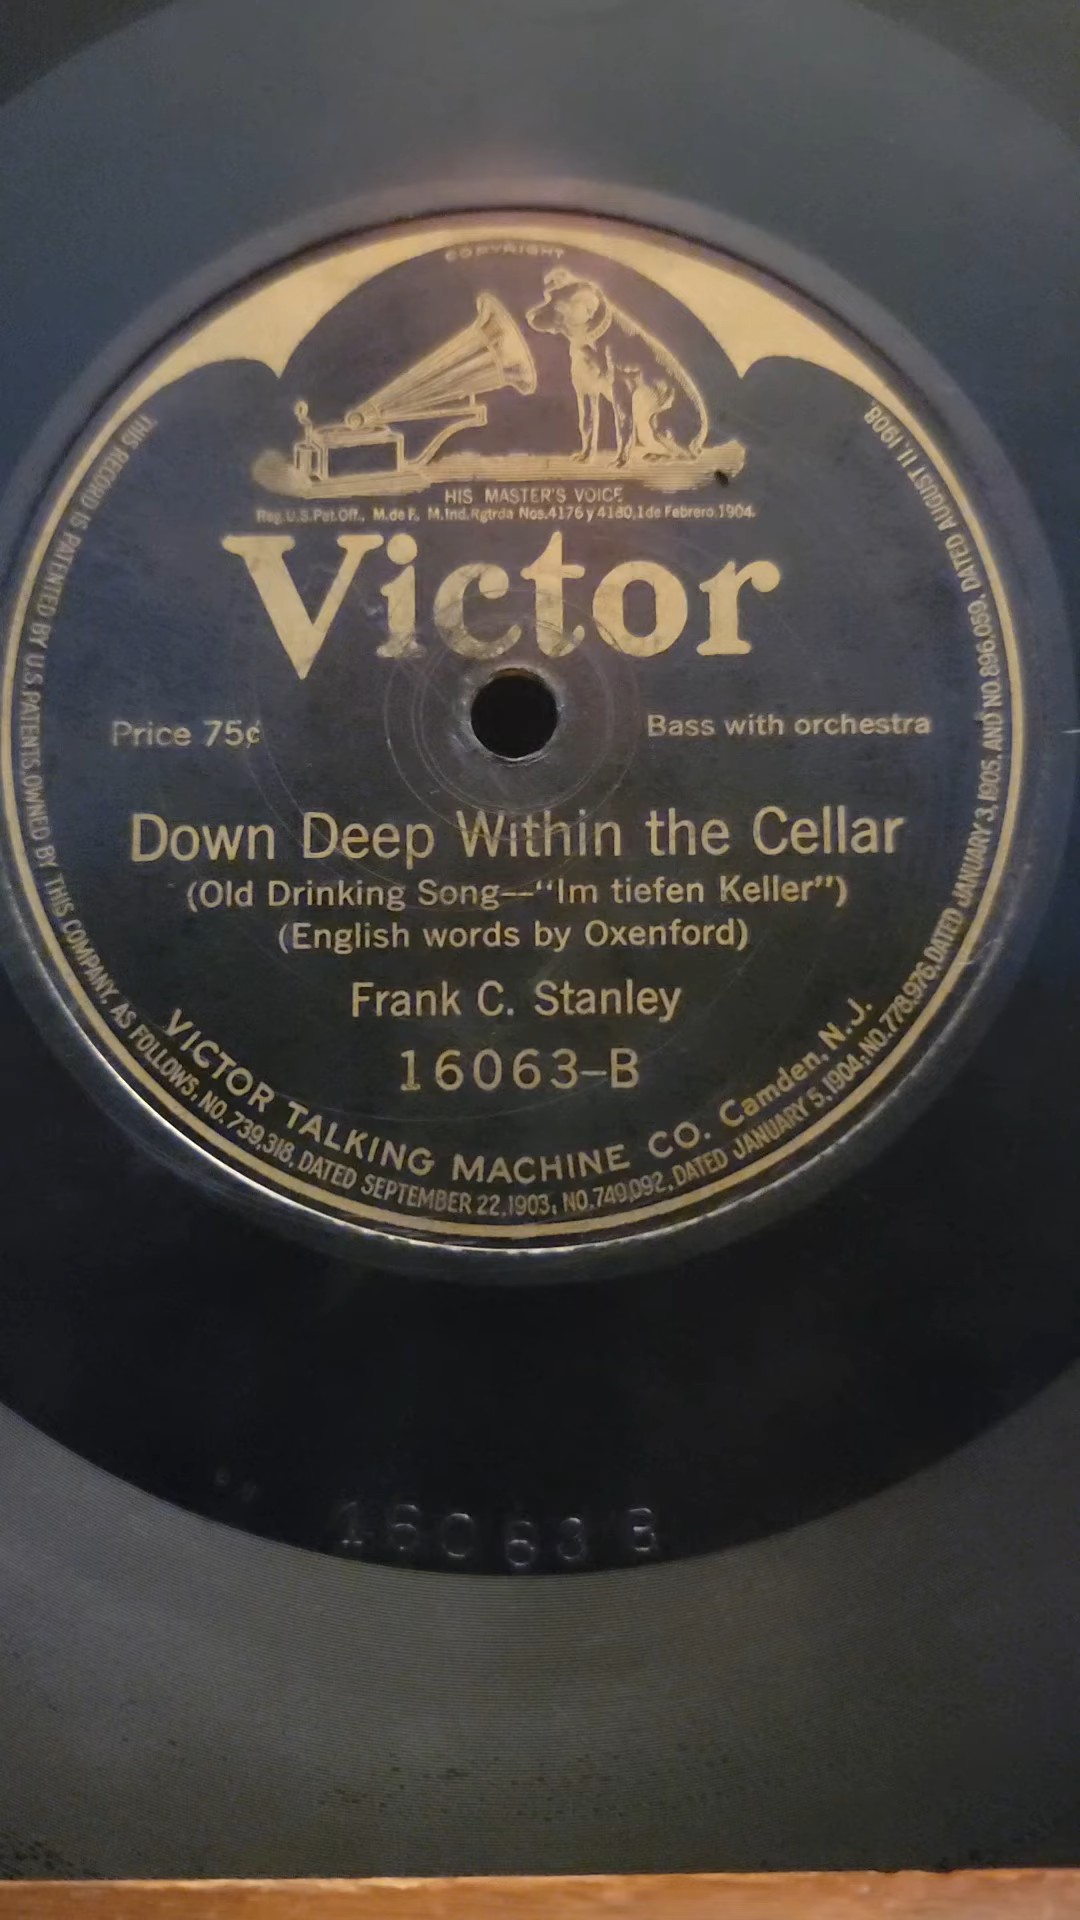 COPYRIGHT
HIS MASTER'S VOICE
Reg.U.S.Pat.Off., M.de F. M.Ind.Rgtrda Nos.4176 y 4180,1 de Febrero 1904.
Victor
Price 75¢
Bass with orchestra
Down Deep Within the Cellar
(Old Drinking Song—“Im tiefen Keller”)
(English words by Oxenford)
Frank C. Stanley
16063–B
VICTOR TALKING MACHINE CO. Camden, N.J.
THIS RECORD IS PATENTED BY U.S.PATENTS,OWNED BY THIS COMPANY, AS FOLLOWS; NO.739,318, DATED SEPTEMBER 22,1903; NO.749,092, DATED JANUARY 5,1904, NO.778,976, DATED JANUARY 3,1905, AND NO.896,059, DATED AUGUST 11,1908.
16063 B